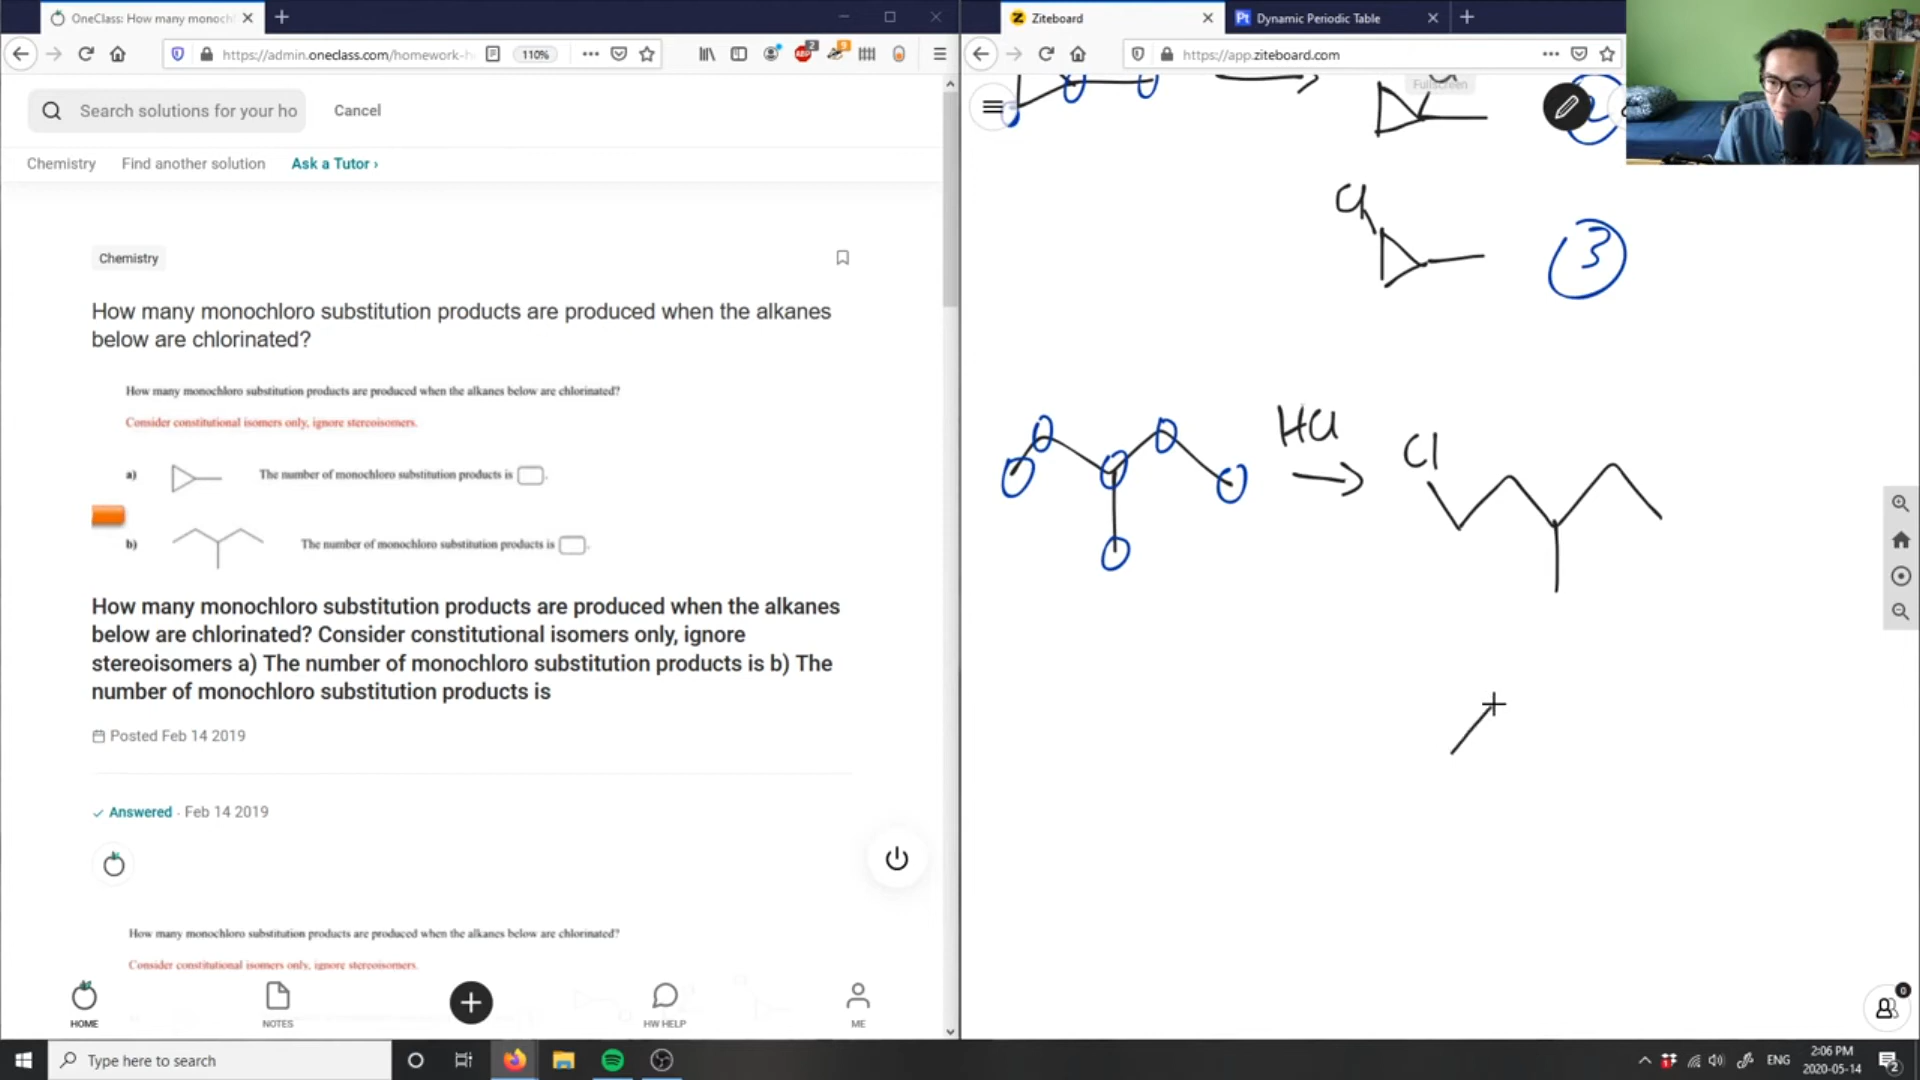 OneClass: How many monoch
https://admin.oneclass.com/homework-h
110%
2
9
Search solutions for your ho
Cancel
Chemistry
Find another solution
Ask a Tutor ›
Chemistry
How many monochloro substitution products are produced when the alkanes
below are chlorinated?
How many monochloro substitution products are produced when the alkanes below are chlorinated?
Consider constitutional isomers only, ignore stereoisomers.
a)
The number of monochloro substitution products is
.
b)
The number of monochloro substitution products is
.
How many monochloro substitution products are produced when the alkanes
below are chlorinated? Consider constitutional isomers only, ignore
stereoisomers a) The number of monochloro substitution products is b) The
number of monochloro substitution products is
Posted Feb 14 2019
Answered · Feb 14 2019
How many monochloro substitution products are produced when the alkanes below are chlorinated?
Consider constitutional isomers only, ignore stereoisomers.
HOME
NOTES
HW HELP
ME
Ziteboard
Pt Dynamic Periodic Table
https://app.ziteboard.com
Fullscreen
Cl
3
HCl
Cl
0
Type here to search
ENG
2:06 PM
2020-05-14
2